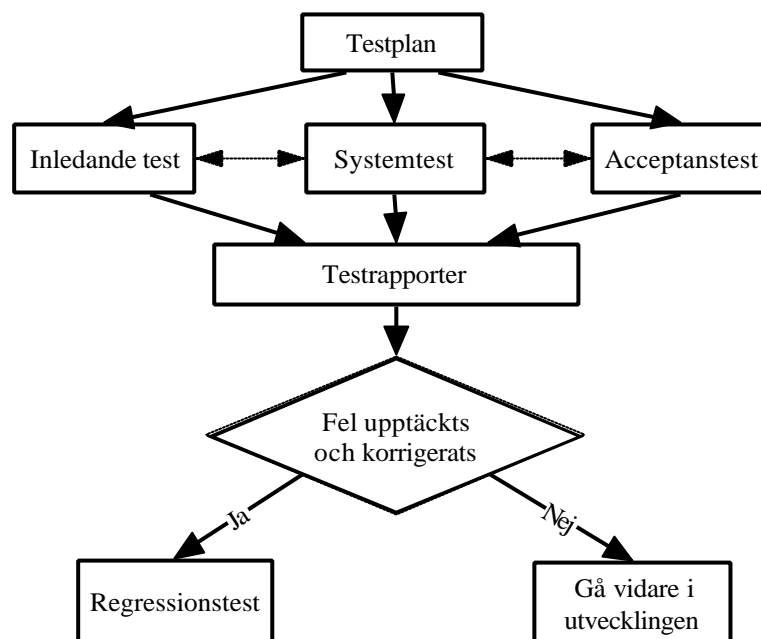 Testplan
Inledande test
Systemtest
Acceptanstest
Testrapporter
Fel upptäckts
och korrigerats
Ja
Nej
Regressionstest
Gå vidare i
utvecklingen